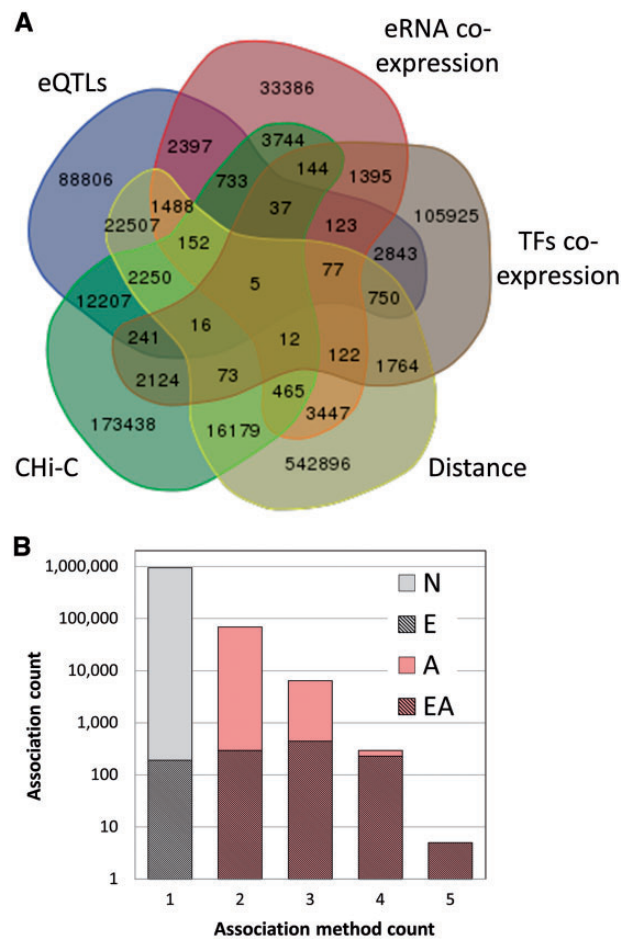 A
eRNA co-
expression
eQTLs
33386
3744
2397
144
1395
733
88806
37
105925
1488
123
22507
152
2843
TFs co-
expression
77
2250
5
750
12207
16
241
12
122
1764
2124
73
465
3447
173438
16179
542896
CHi-C
Distance
B
1,000,000
100,000
10,000
1,000
100
10
1
Association count
N
E
A
EA
1 2 3 4 5
Association method count